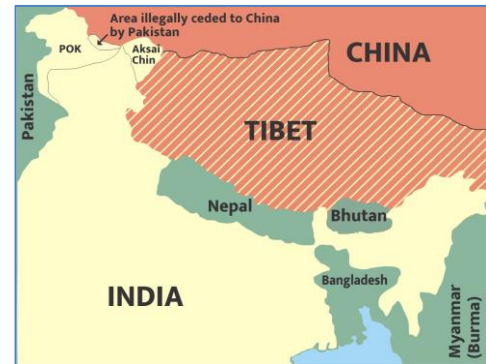 Area illegally ceded to China
by Pakistan
CHINA
POK
Aksai
Chin
Pakistan
TIBET
Nepal
Bhutan
Bangladesh
INDIA
Myanmar
(Burma)